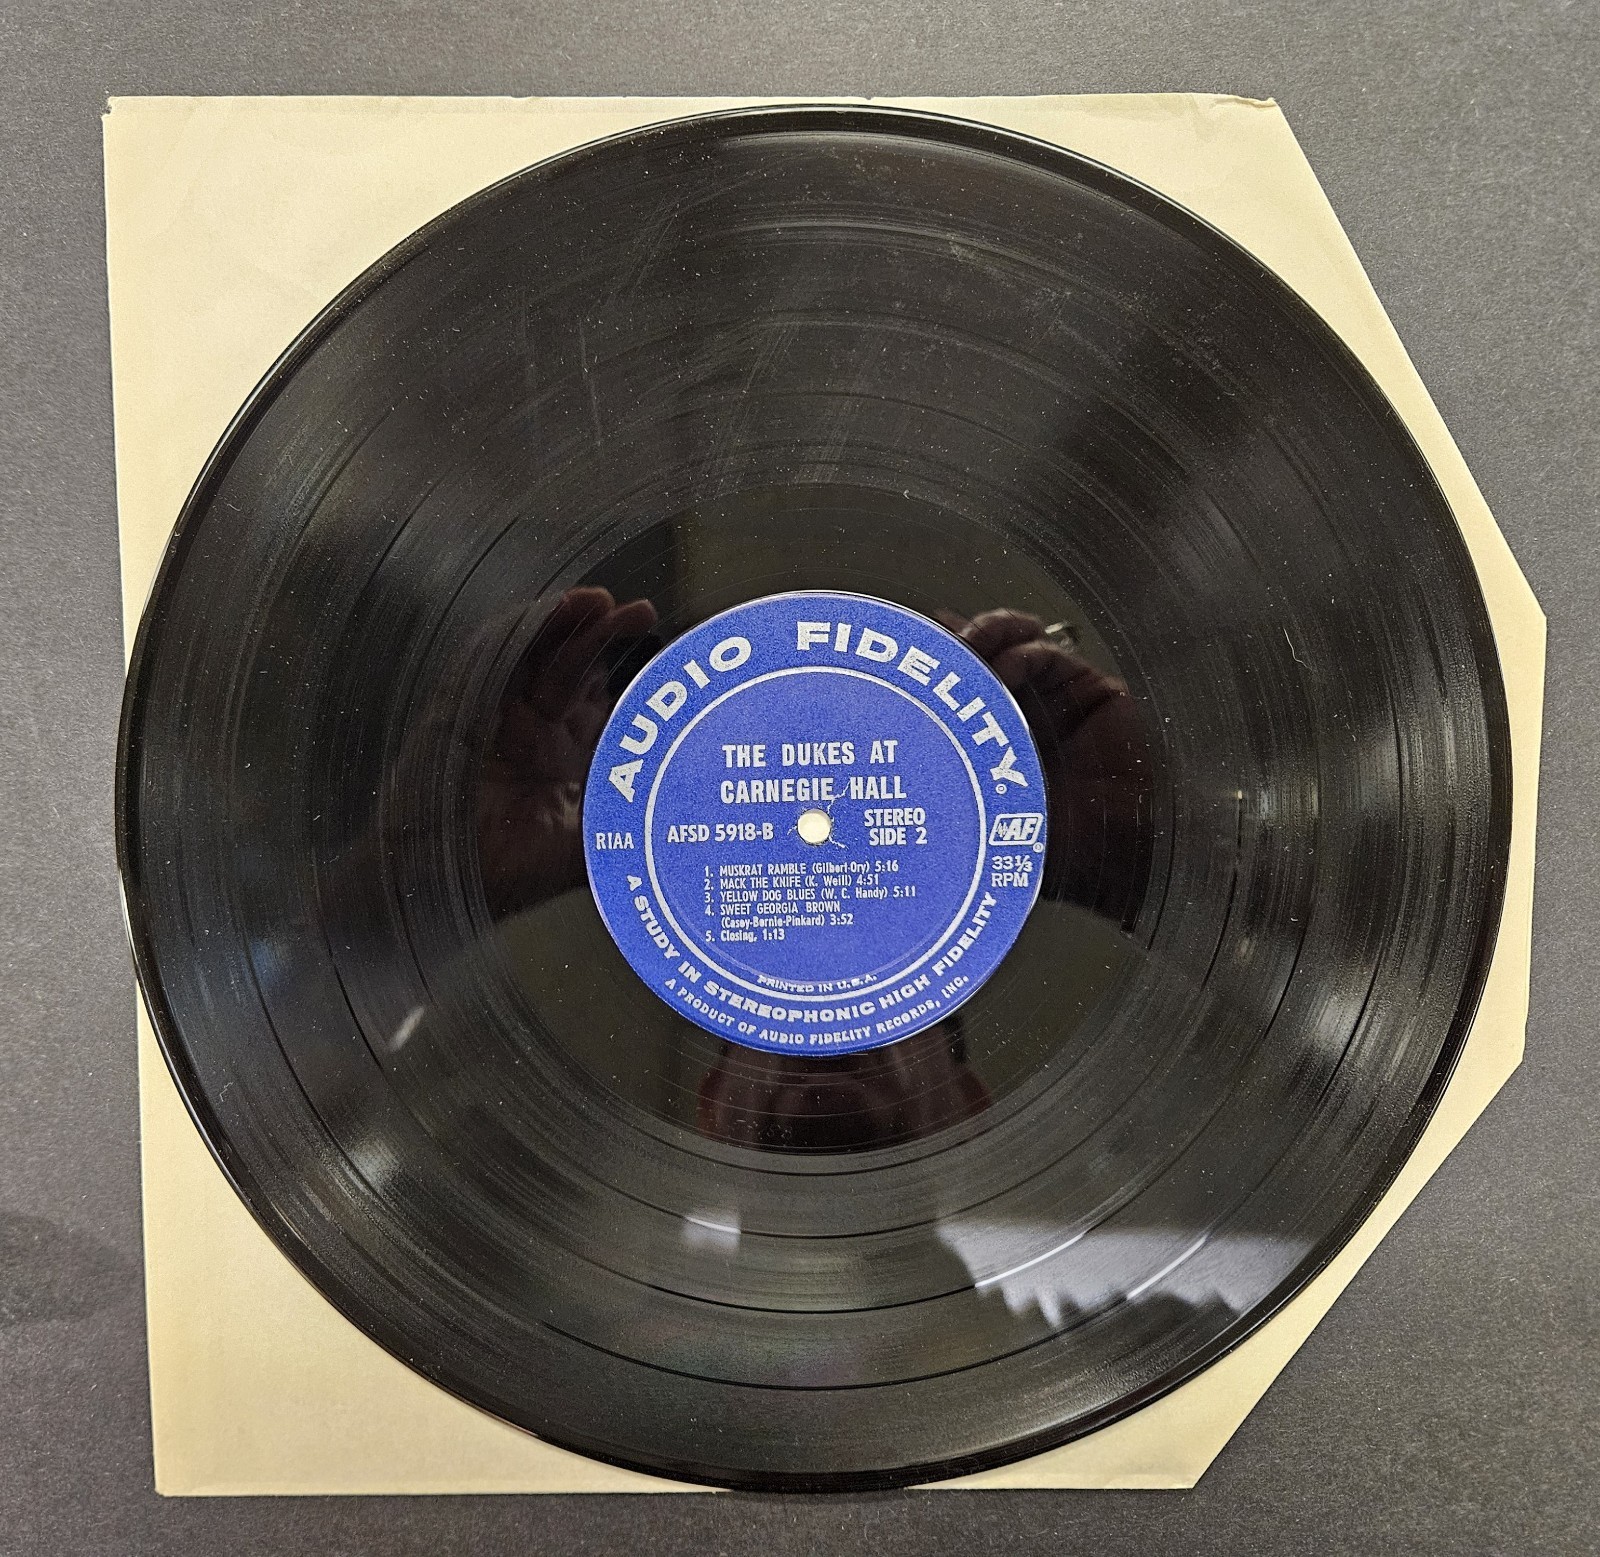 AUDIO FIDELITY®
THE DUKES AT
CARNEGIE HALL
RIAA
AFSD 5918-B
STEREO
SIDE 2
AF®
33⅓
RPM
1. MUSKRAT RAMBLE (Gilbert-Ory) 5:16
2. MACK THE KNIFE (K. Weill) 4:51
3. YELLOW DOG BLUES (W. C. Handy) 5:11
4. SWEET GEORGIA BROWN
(Casey-Bernie-Pinkard) 3:52
5. Closing, 1:13
PRINTED IN U.S.A.
A STUDY IN STEREOPHONIC HIGH FIDELITY
A PRODUCT OF AUDIO FIDELITY RECORDS, INC.